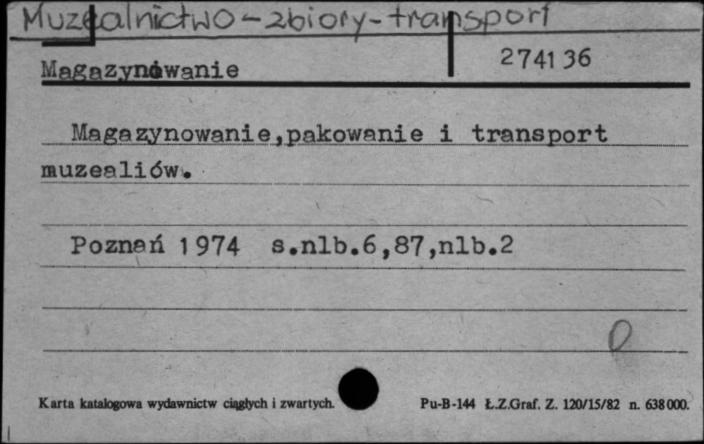 Muzealnictwo-zbiory-transport
274136
Magazynowanie
Magazynowanie,pakowanie i transport
muzealiów.
Poznań 1974 s.nlb.6,87,nlb.2
Karta katalogowa wydawnictw ciągłych i zwartych. Pu-B-144 Ł.Z.Graf. Z. 120/15/82 n. 638000.